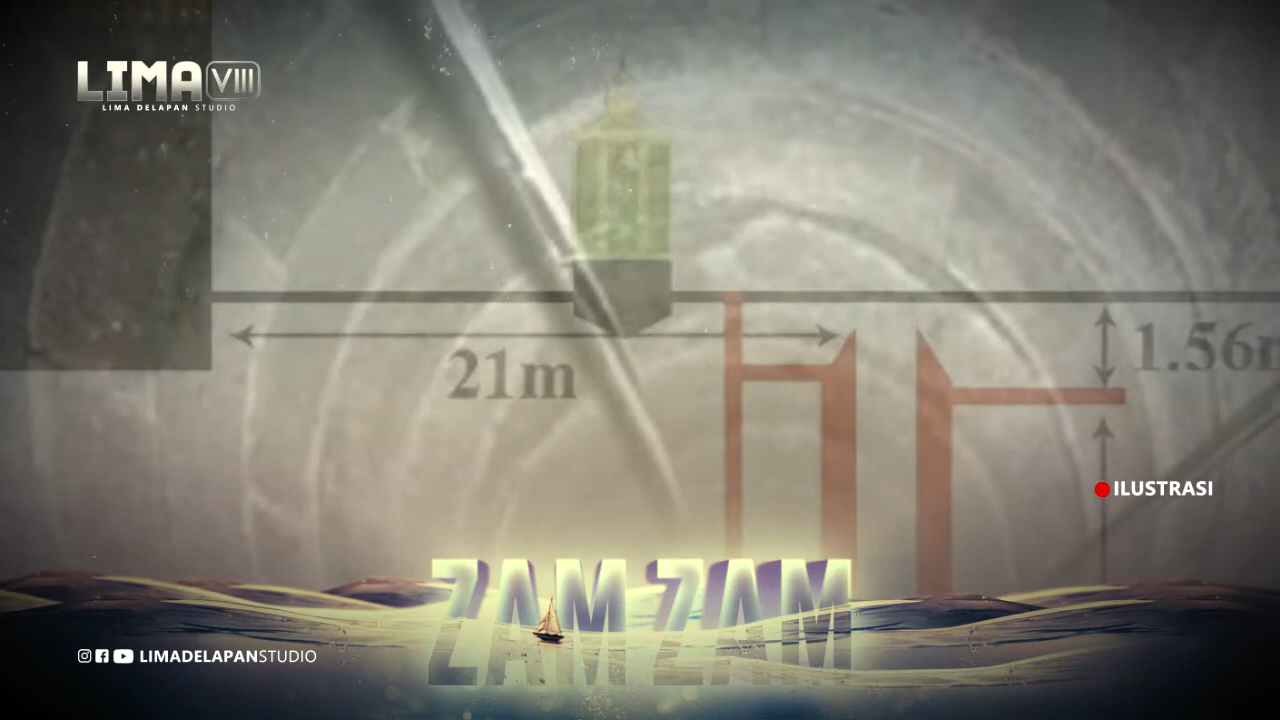 LIMA VIII
LIMA DELAPAN STUDIO
21m
1.56m
ILUSTRASI
ZAM ZAM
LIMADELAPANSTUDIO